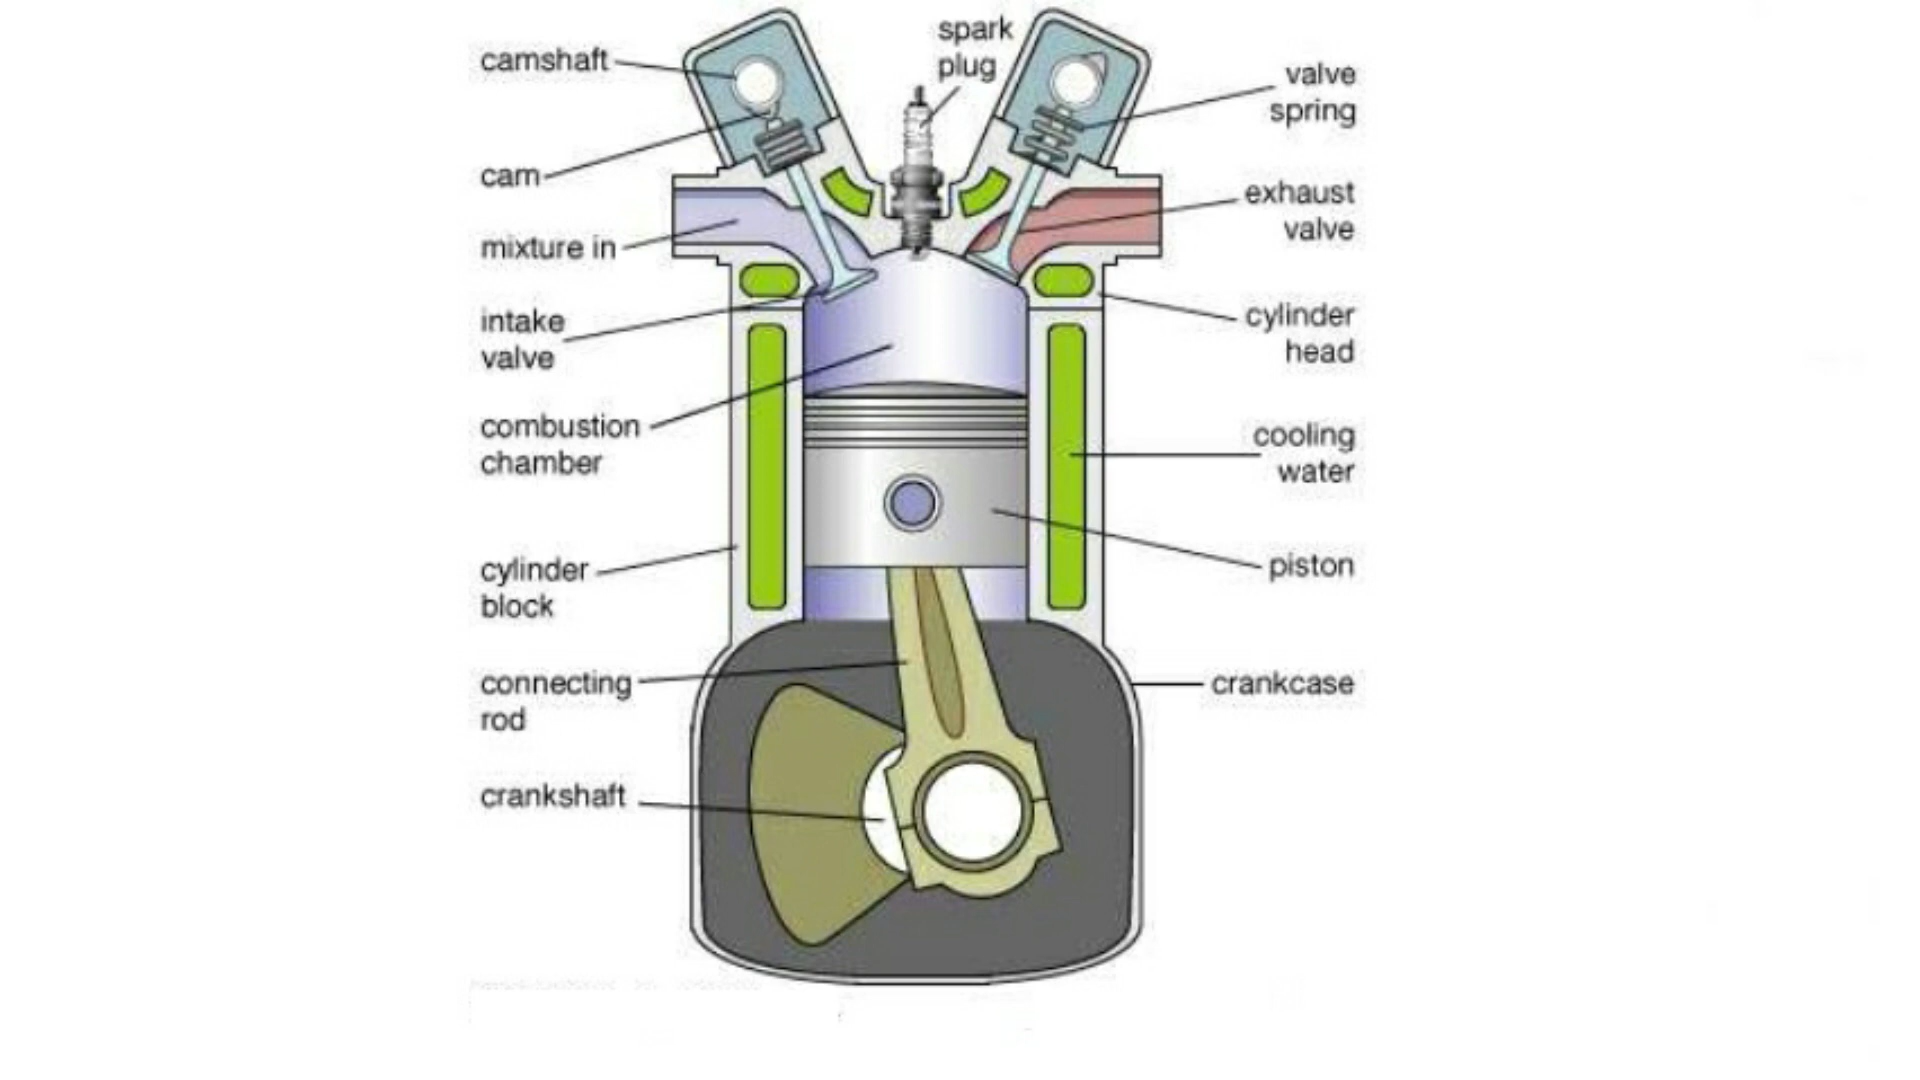 camshaft
cam
mixture in
intake
valve
combustion
chamber
cylinder
block
connecting
rod
crankshaft
spark
plug
valve
spring
exhaust
valve
cylinder
head
cooling
water
piston
crankcase